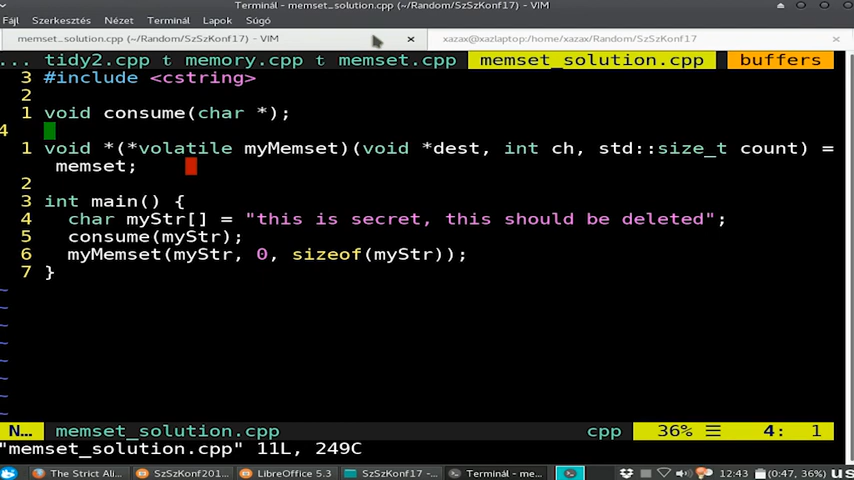 Terminál - memset_solution.cpp (~/Random/SzSzKonf17) - VIM
Fájl Szerkesztés Nézet Terminál Lapok Súgó
memset_solution.cpp (~/Random/SzSzKonf17) - VIM xazax@xazlaptop:/home/xazax/Random/SzSzKonf17
... tidy2.cpp t memory.cpp t memset.cpp memset_solution.cpp buffers
3 #include <cstring>
2
1 void consume(char *);
4
1 void *(*volatile myMemset)(void *dest, int ch, std::size_t count) =
memset;
2
3 int main() {
4 char myStr[] = "this is secret, this should be deleted";
5 consume(myStr);
6 myMemset(myStr, 0, sizeof(myStr));
7 }
~
~
~
~
~
~
~
~
N... memset_solution.cpp cpp 36% ☰ 4: 1
"memset_solution.cpp" 11L, 249C
The Strict Ali... SzSzKonf201... LibreOffice 5.3 SzSzKonf17 -... Terminál - me... 12:43 (0:47, 36%) us